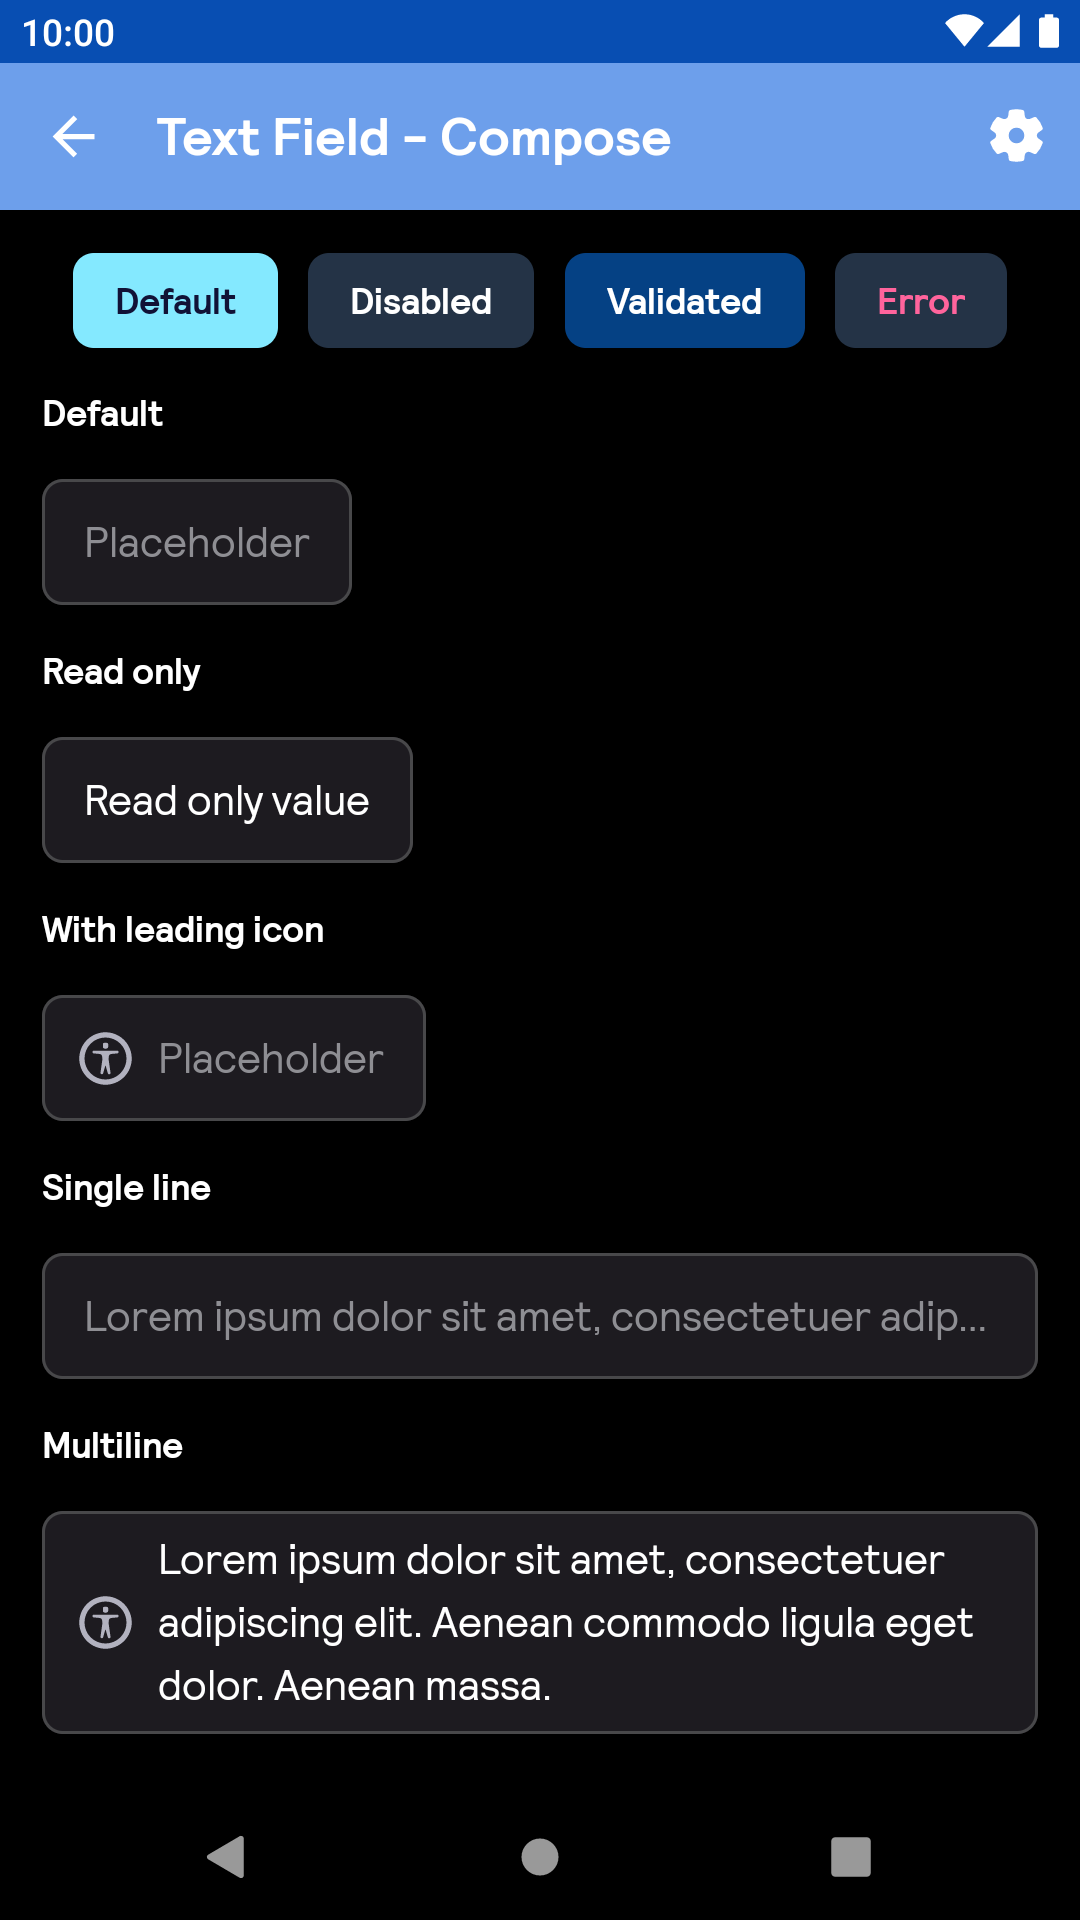 10:00
Text Field - Compose
Default Disabled Validated Error
Default
Placeholder
Read only
Read only value
With leading icon
Placeholder
Single line
Lorem ipsum dolor sit amet, consectetuer adip...
Multiline
Lorem ipsum dolor sit amet, consectetuer
adipiscing elit. Aenean commodo ligula eget
dolor. Aenean massa.